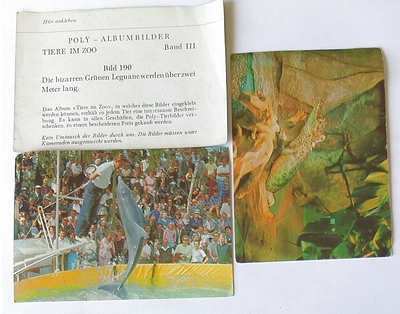 Hier ankleben
POLY – ALBUMBILDER
TIERE IM ZOO Band III
Bild 190
Die bizarren Grünen Leguane werden über zwei
Meter lang.
Das Album «Tiere im Zoo», in welches diese Bilder eingeklebt
werden können, enthält zu jedem Tier eine interessante Beschrei-
bung. Es kann in allen Geschäften, die Poly-Tierbilder ver-
schenken, zu einem bescheidenen Preis gekauft werden.
Kein Umtausch der Bilder durch uns. Die Bilder müssen unter
Kameraden ausgetauscht werden.